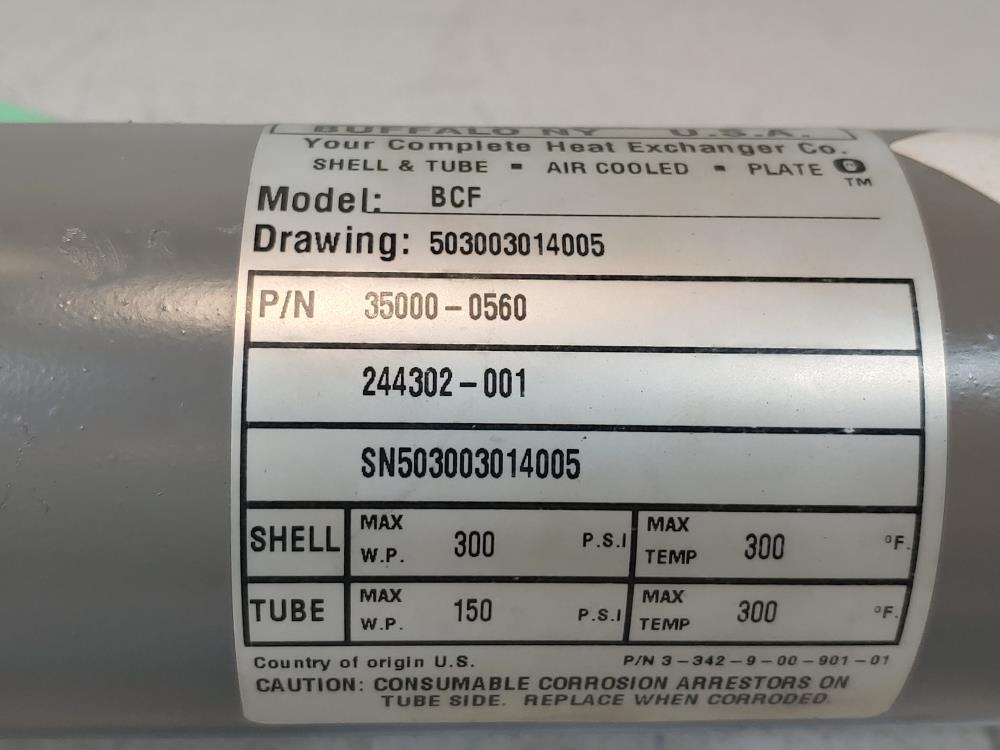 BUFFALO NY U.S.A.
Your Complete Heat Exchanger Co.
SHELL & TUBE ▪ AIR COOLED ▪ PLATE
TM
Model: BCF
Drawing: 503003014005
P/N 35000-0560
244302-001
SN503003014005
SHELL MAX W.P. 300 P.S.I MAX TEMP 300 °F.
TUBE MAX W.P. 150 P.S.I MAX TEMP 300 °F.
Country of origin U.S. P/N 3-342-9-00-901-01
CAUTION: CONSUMABLE CORROSION ARRESTORS ON
TUBE SIDE. REPLACE WHEN CORRODED.